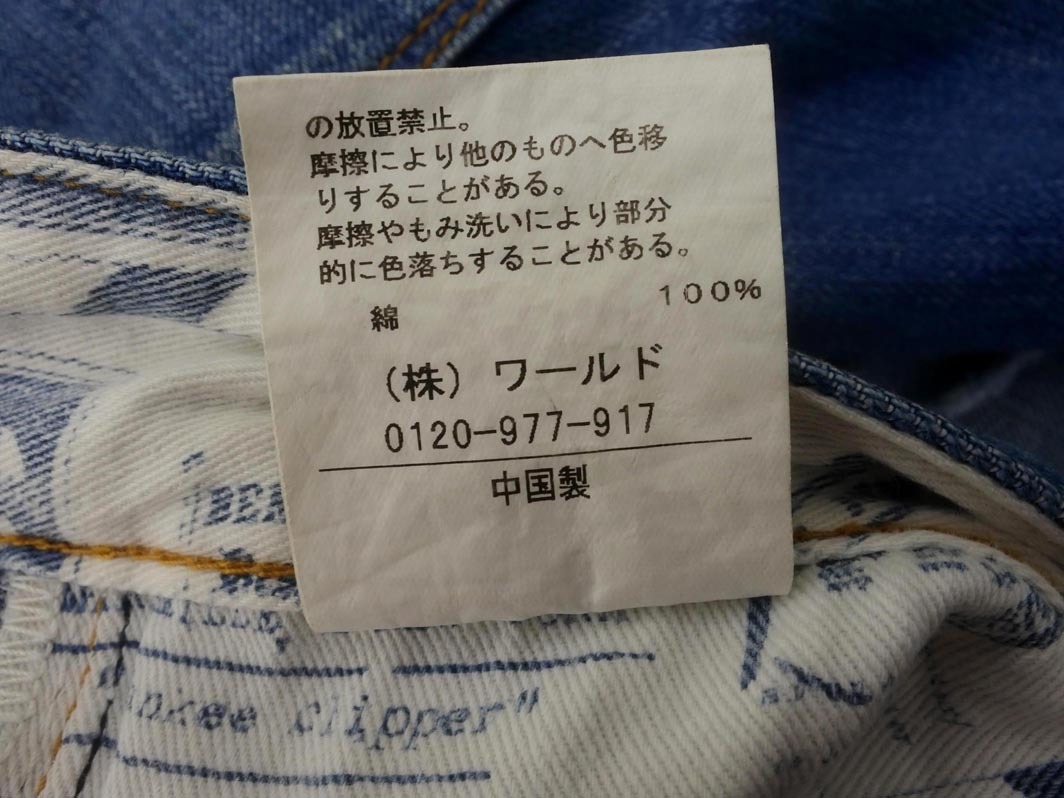 の放置禁止。
摩擦により他のものへ色移
りすることがある。
摩擦やもみ洗いにより部分
的に色落ちすることがある。
綿 100%
(株) ワールド
0120-977-917
中国製
clipper"